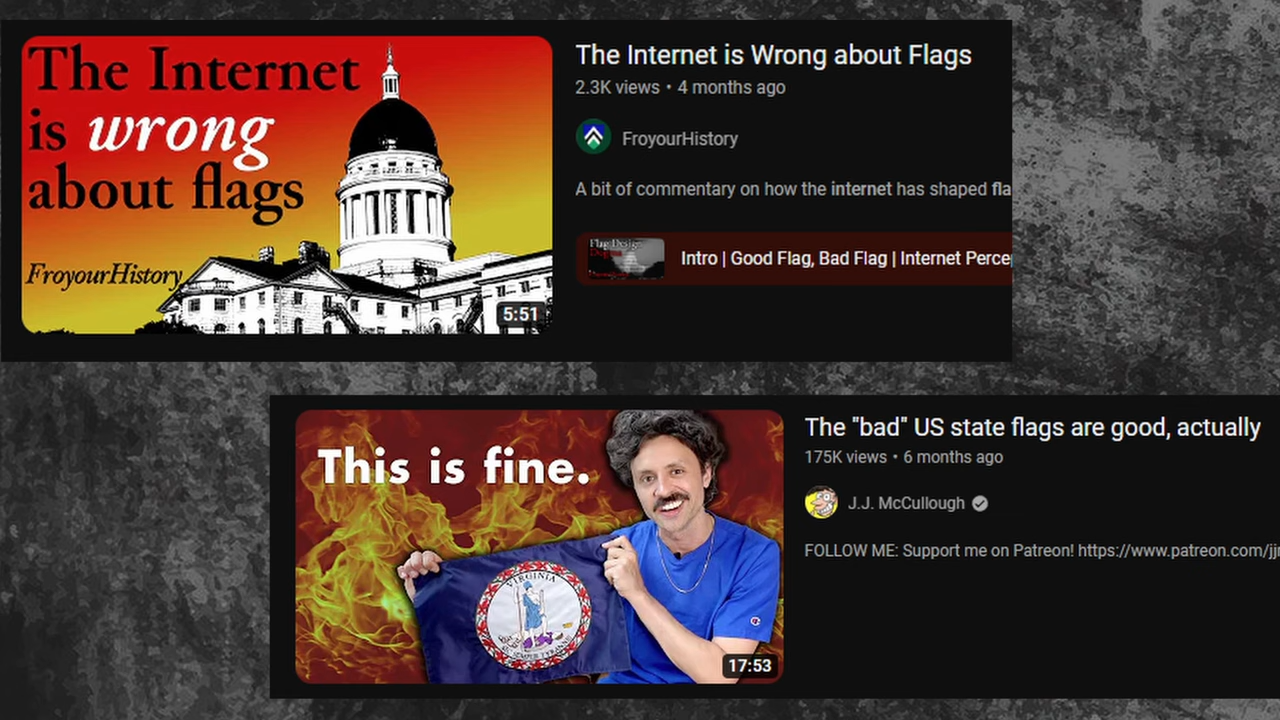 The Internet
is wrong
about flags
FroyourHistory
5:51
The Internet is Wrong about Flags
2.3K views • 4 months ago
FroyourHistory
A bit of commentary on how the internet has shaped fla
Flag Design
Intro | Good Flag, Bad Flag | Internet Perce
This is fine.
VIRGINIA
17:53
The "bad" US state flags are good, actually
175K views • 6 months ago
J.J. McCullough
FOLLOW ME: Support me on Patreon! https://www.patreon.com/jj